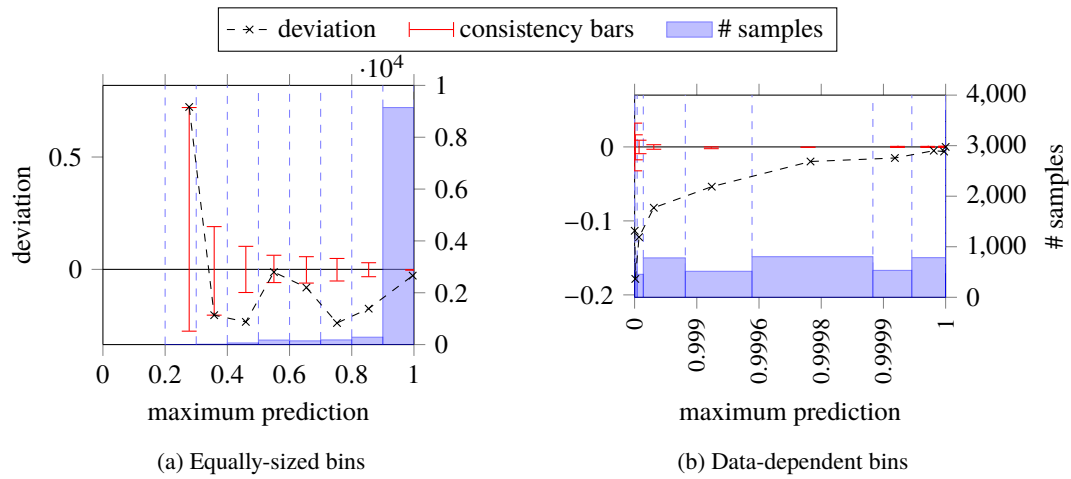 deviation consistency bars # samples
·10^4
0.5
0
deviation
1
0.8
0.6
0.4
0.2
0
0 0.2 0.4 0.6 0.8 1
maximum prediction
(a) Equally-sized bins
0
−0.1
−0.2
4,000
3,000
2,000
1,000
0
# samples
0 0.999 0.9996 0.9998 0.9999 1
maximum prediction
(b) Data-dependent bins